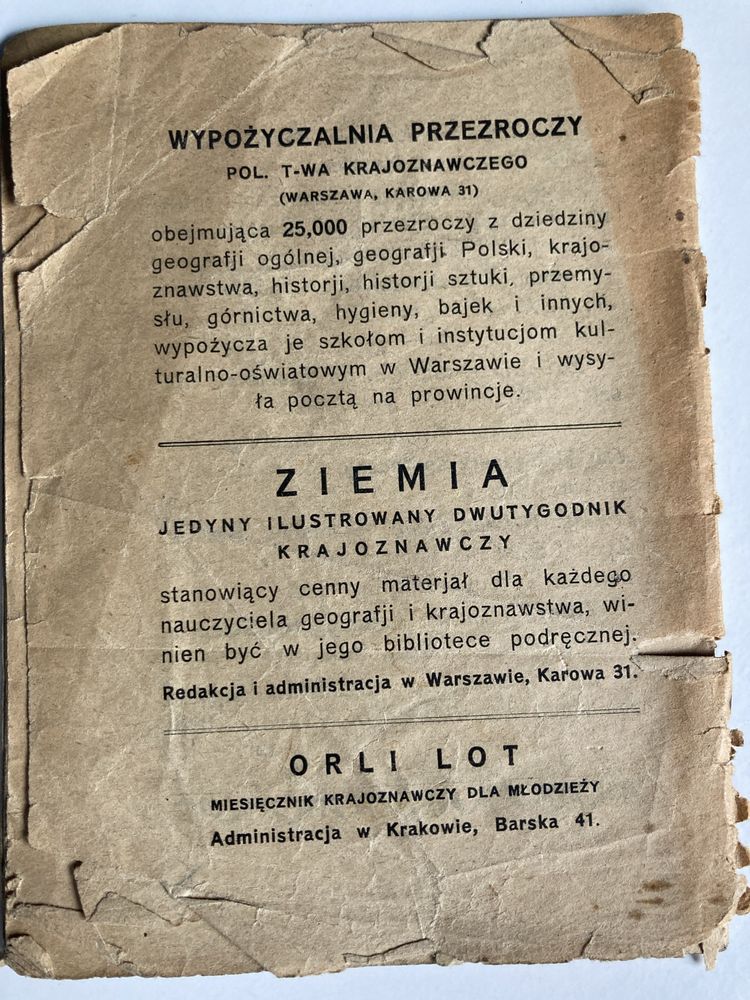 WYPOŻYCZALNIA PRZEZROCZY
POL. T-WA KRAJOZNAWCZEGO
(WARSZAWA, KAROWA 31)
obejmująca 25,000 przezroczy z dziedziny
geografji ogólnej, geografji Polski, krajo-
znawstwa, historji, historji sztuki, przemy-
słu, górnictwa, hygieny, bajek i innych,
wypożycza je szkołom i instytucjom kul-
turalno-oświatowym w Warszawie i wysy-
ła pocztą na prowincje.
ZIEMIA
JEDYNY ILUSTROWANY DWUTYGODNIK
KRAJOZNAWCZY
stanowiący cenny materjał dla każdego
nauczyciela geografji i krajoznawstwa, wi-
nien być w jego bibliotece podręcznej.
Redakcja i administracja w Warszawie, Karowa 31.
ORLI LOT
MIESIĘCZNIK KRAJOZNAWCZY DLA MŁODZIEŻY
Administracja w Krakowie, Barska 41.